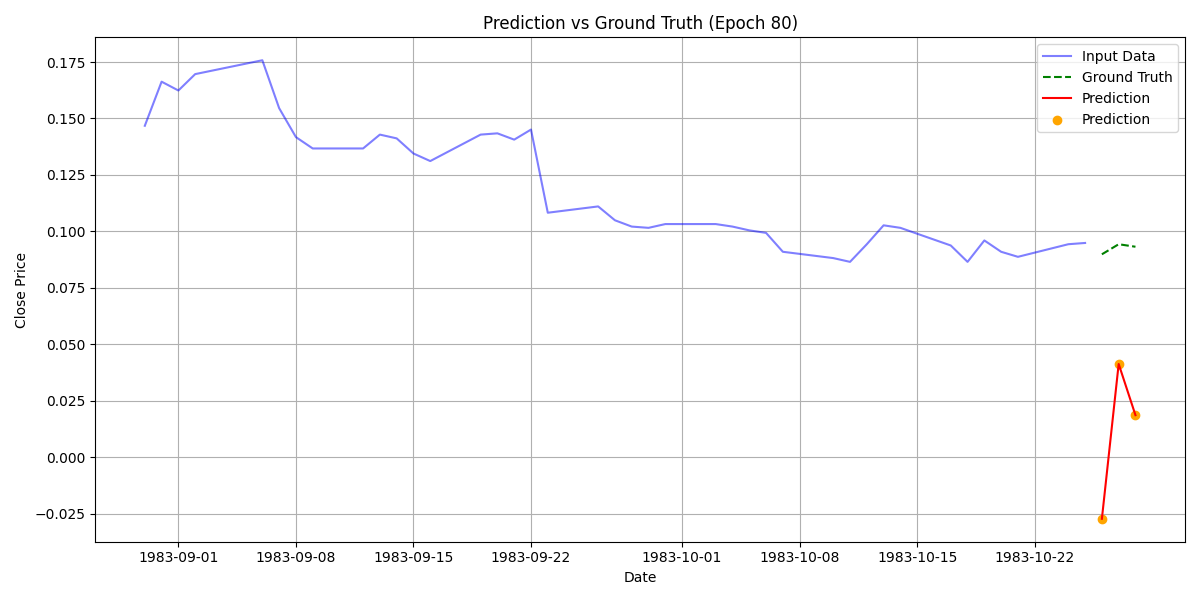 Prediction vs Ground Truth (Epoch 80)
Input Data
Ground Truth
Prediction
Prediction
Close Price
0.175
0.150
0.125
0.100
0.075
0.050
0.025
0.000
−0.025
1983-09-01
1983-09-08
1983-09-15
1983-09-22
1983-10-01
1983-10-08
1983-10-15
1983-10-22
Date